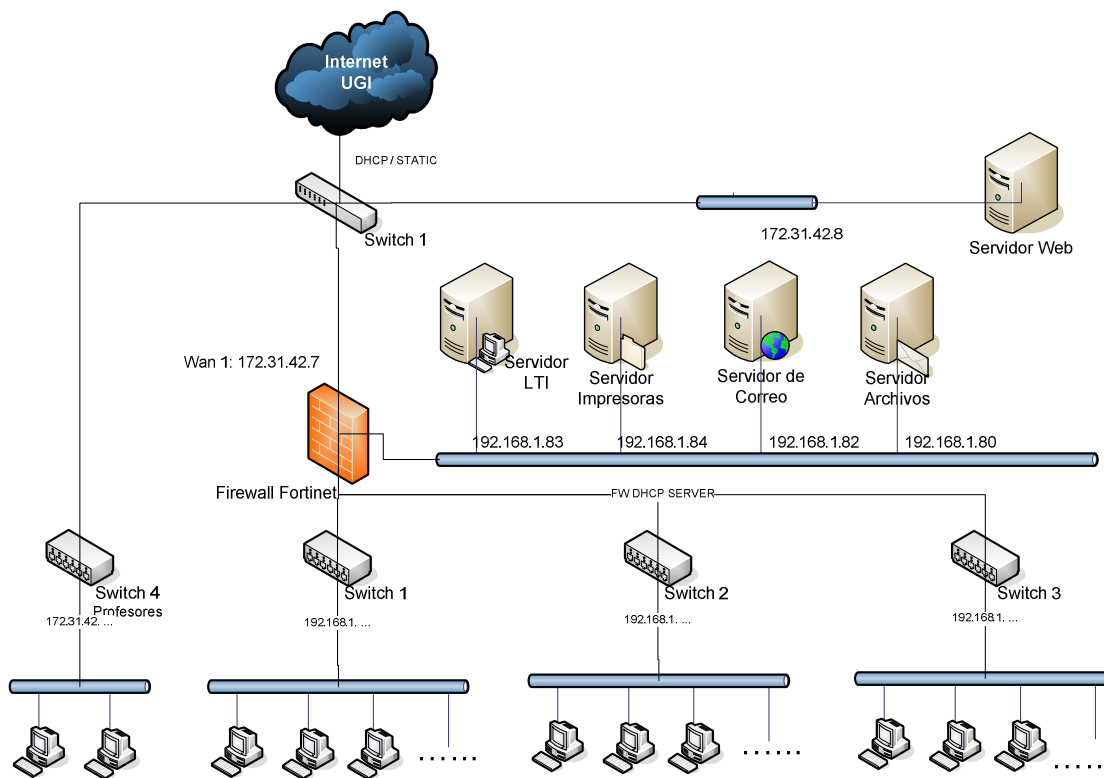 Internet
UGI
DHCP / STATIC
Switch 1
172.31.42.8
Servidor Web
Wan 1: 172.31.42.7
Servidor
LTI
Servidor
Impresoras
Servidor de
Correo
Servidor
Archivos
192.168.1.83
192.168.1.84
192.168.1.82
192.168.1.80
Firewall Fortinet
FW DHCP SERVER
Switch 4
Profesores
172.31.42. ...
Switch 1
192.168.1. ...
Switch 2
192.168.1. ...
Switch 3
192.168.1. ...
......
......
......